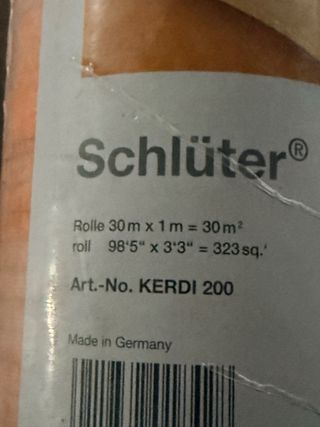 Schlüter®
Rolle 30 m x 1 m = 30 m²
roll 98'5" x 3'3" = 323 sq.'
Art.-No. KERDI 200
Made in Germany